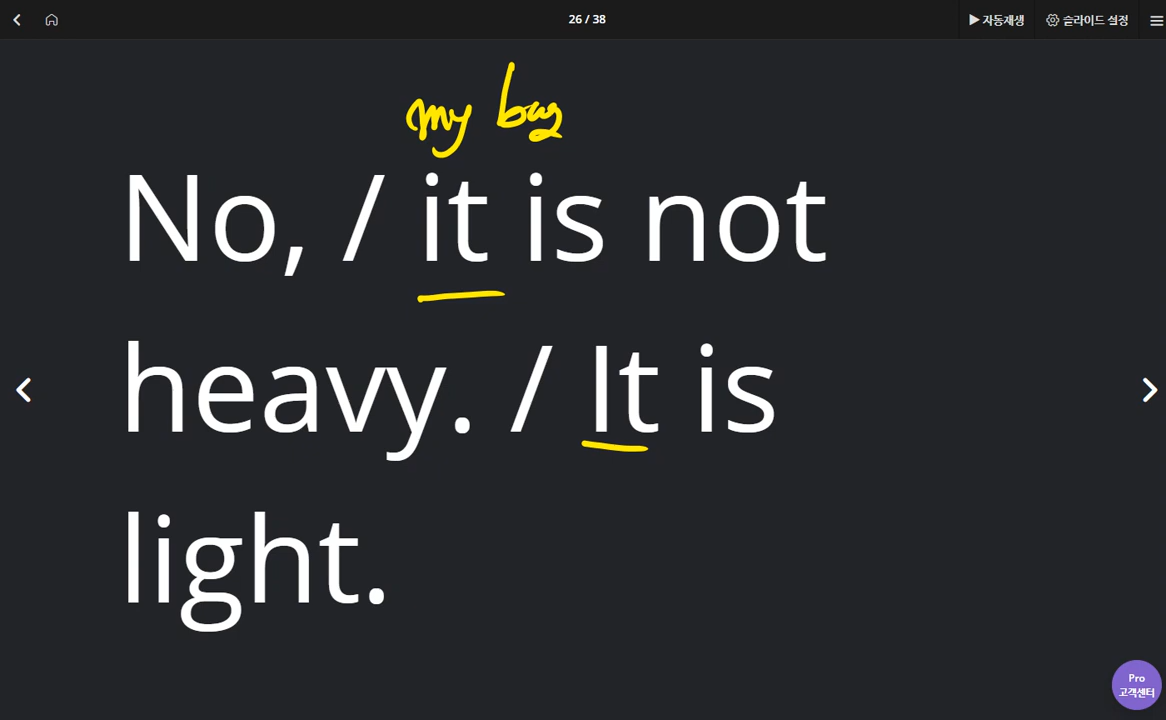 26 / 38
▶ 자동재생
슬라이드 설정
my bag
No, / it is not
heavy. / It is
light.
Pro
고객센터